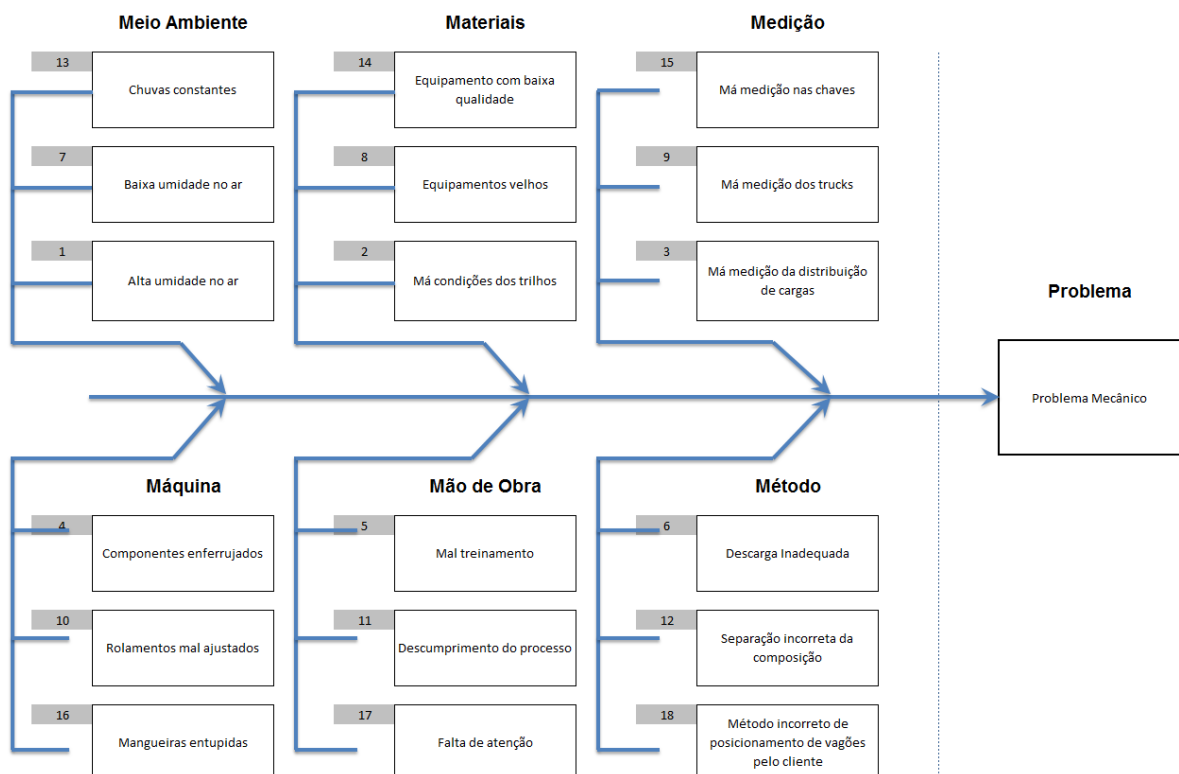 Meio Ambiente
Materiais
Medição
13
Chuvas constantes
14
Equipamento com baixa
qualidade
15
Má medição nas chaves
7
Baixa umidade no ar
8
Equipamentos velhos
9
Má medição dos trucks
1
Alta umidade no ar
2
Má condições dos trilhos
3
Má medição da distribuição
de cargas
Problema
Problema Mecânico
Máquina
Mão de Obra
Método
4
Componentes enferrujados
5
Mal treinamento
6
Descarga Inadequada
10
Rolamentos mal ajustados
11
Descumprimento do processo
12
Separação incorreta da
composição
16
Mangueiras entupidas
17
Falta de atenção
18
Método incorreto de
posicionamento de vagões
pelo cliente